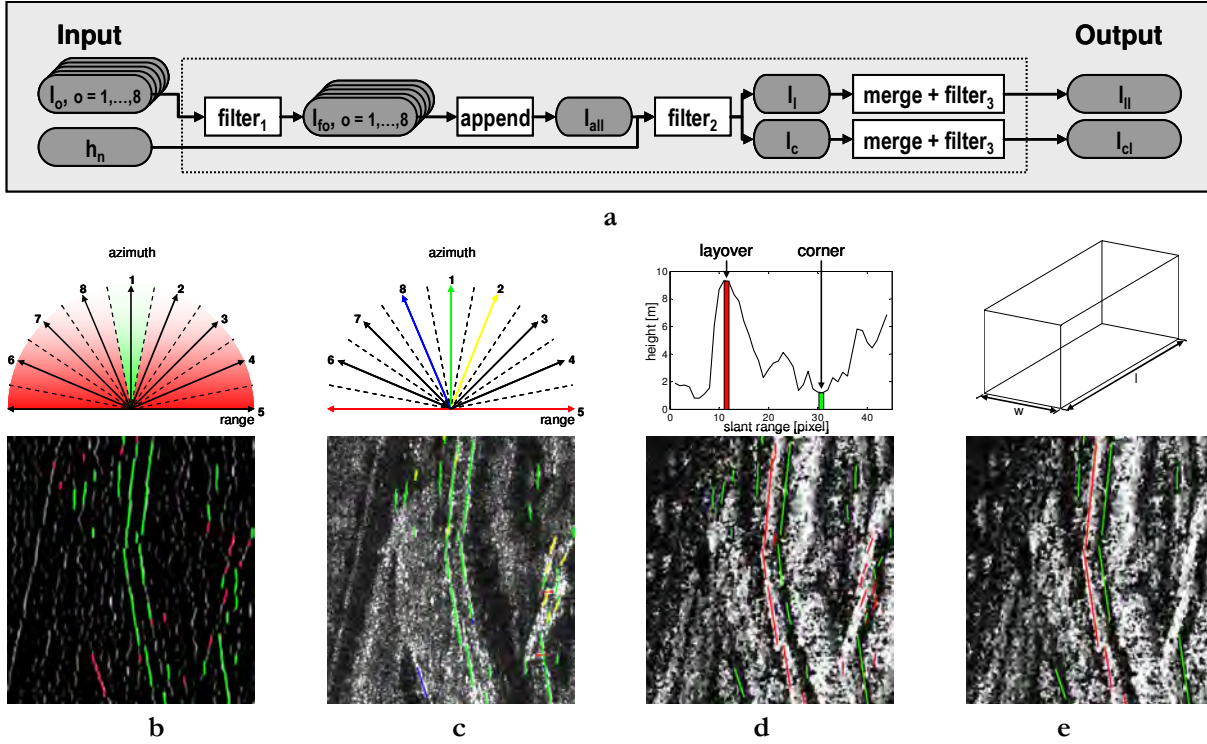 Input
Output
I_o, o = 1,...,8
filter_1
I_fo, o = 1,...,8
append
I_all
filter_2
I_l
merge + filter_3
I_ll
h_n
I_c
merge + filter_3
I_cl
a
azimuth
1
8
2
7
3
6
4
range
5
azimuth
1
8
2
7
3
6
4
range
5
layover
corner
height [m]
10
8
6
4
2
0
0
10
20
30
40
slant range [pixel]
w
l
b
c
d
e